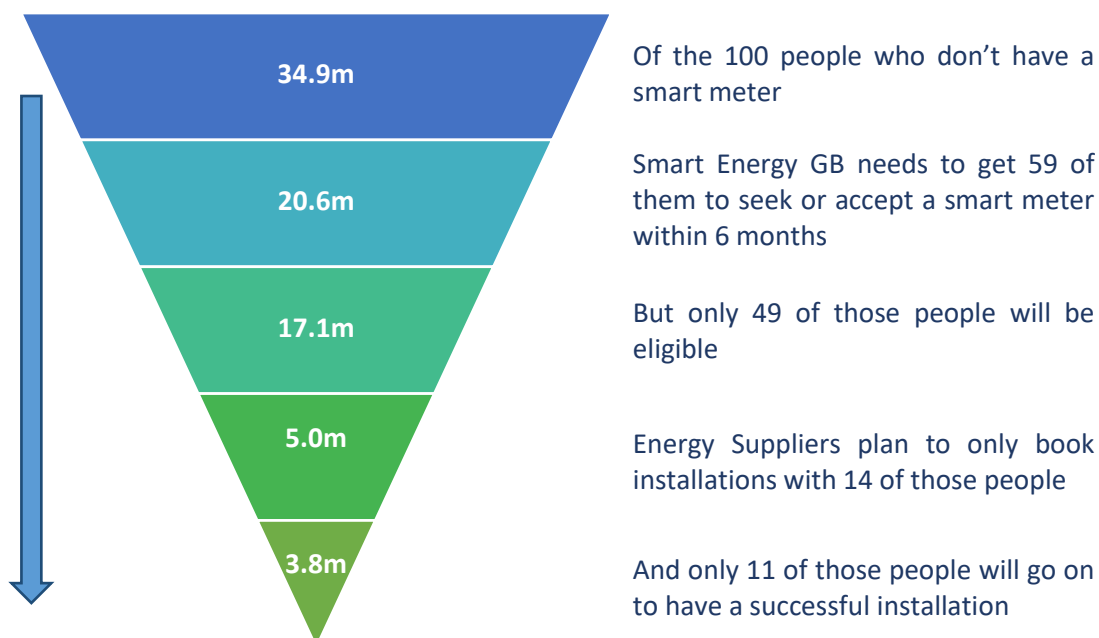 34.9m
Of the 100 people who don’t have a
smart meter
20.6m
Smart Energy GB needs to get 59 of
them to seek or accept a smart meter
within 6 months
17.1m
But only 49 of those people will be
eligible
5.0m
Energy Suppliers plan to only book
installations with 14 of those people
3.8m
And only 11 of those people will go on
to have a successful installation